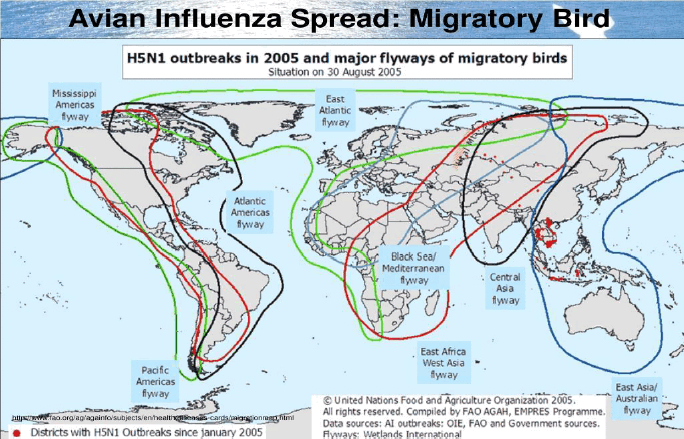 Avian Influenza Spread: Migratory Bird
H5N1 outbreaks in 2005 and major flyways of migratory birds
Situation on 30 August 2005
Mississippi
Americas
flyway
East
Atlantic
flyway
Atlantic
Americas
flyway
Black Sea/
Mediterranean
flyway
Central
Asia
flyway
East Africa
West Asia
flyway
Pacific
Americas
flyway
East Asia/
Australian
flyway
© United Nations Food and Agriculture Organization 2005.
All rights reserved. Compiled by FAO AGAH, EMPRES Programme.
Data sources: AI outbreaks: OIE, FAO and Government sources.
Flyways: Wetlands International
Districts with H5N1 Outbreaks since january 2005